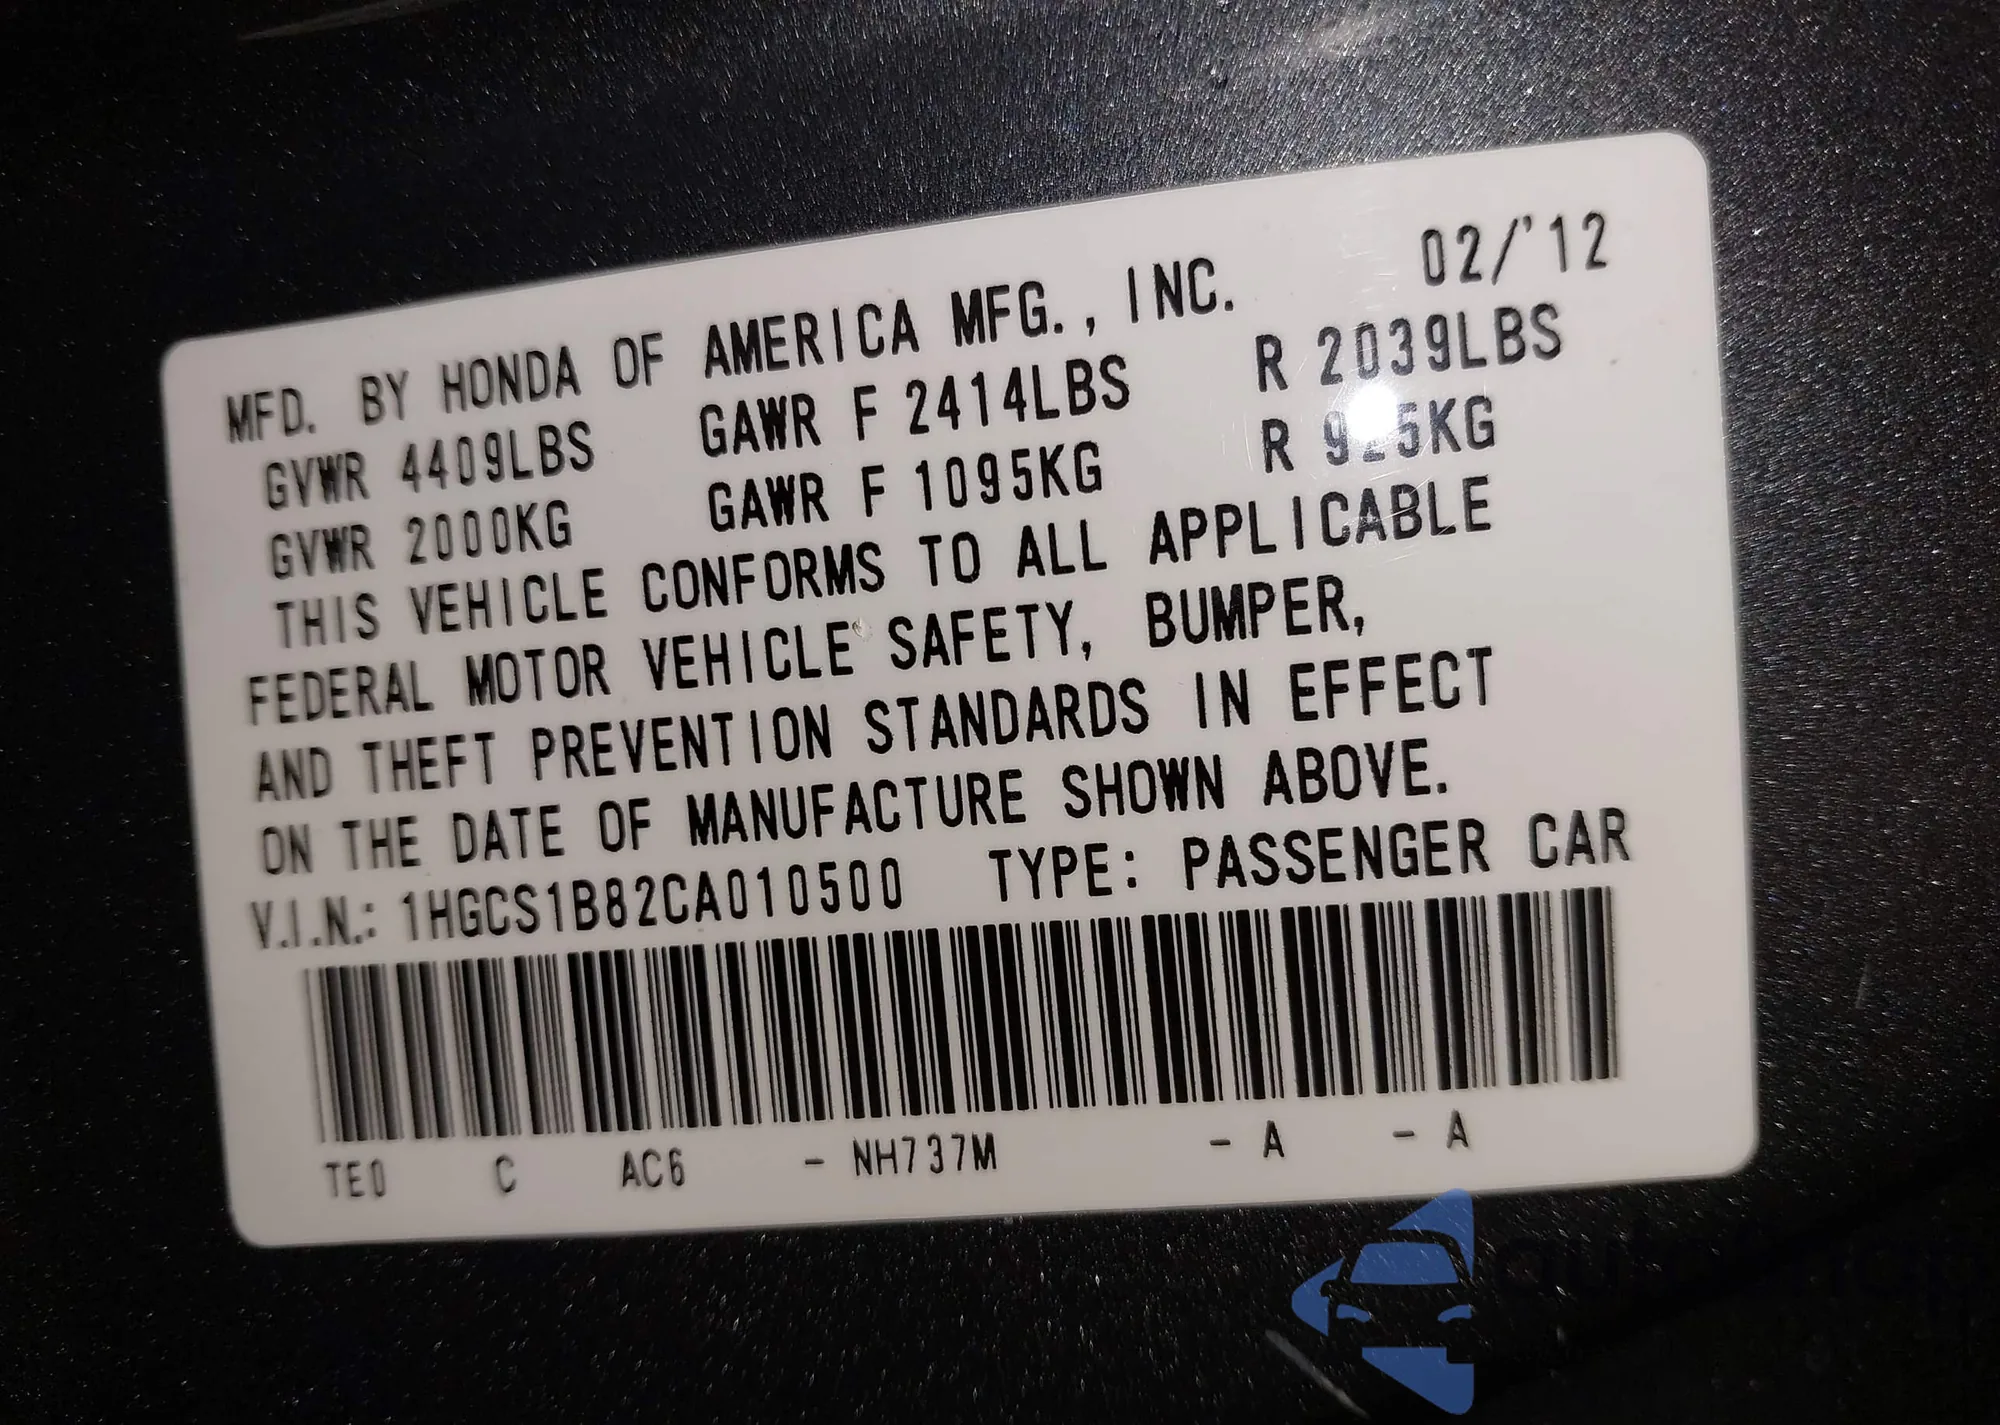 MFD. BY HONDA OF AMERICA MFG., INC. 02/'12
GVWR 4409LBS GAWR F 2414LBS R 2039LBS
GVWR 2000KG GAWR F 1095KG R
THIS VEHICLE CONFORMS TO ALL APPLICABLE
FEDERAL MOTOR VEHICLE SAFETY, BUMPER,
AND THEFT PREVENTION STANDARDS IN EFFECT
ON THE DATE OF MANUFACTURE SHOWN ABOVE.
V.I.N.: 1HGCS1B82CA010500 TYPE: PASSENGER CAR
TE0 C AC6 - NH737M - A - A